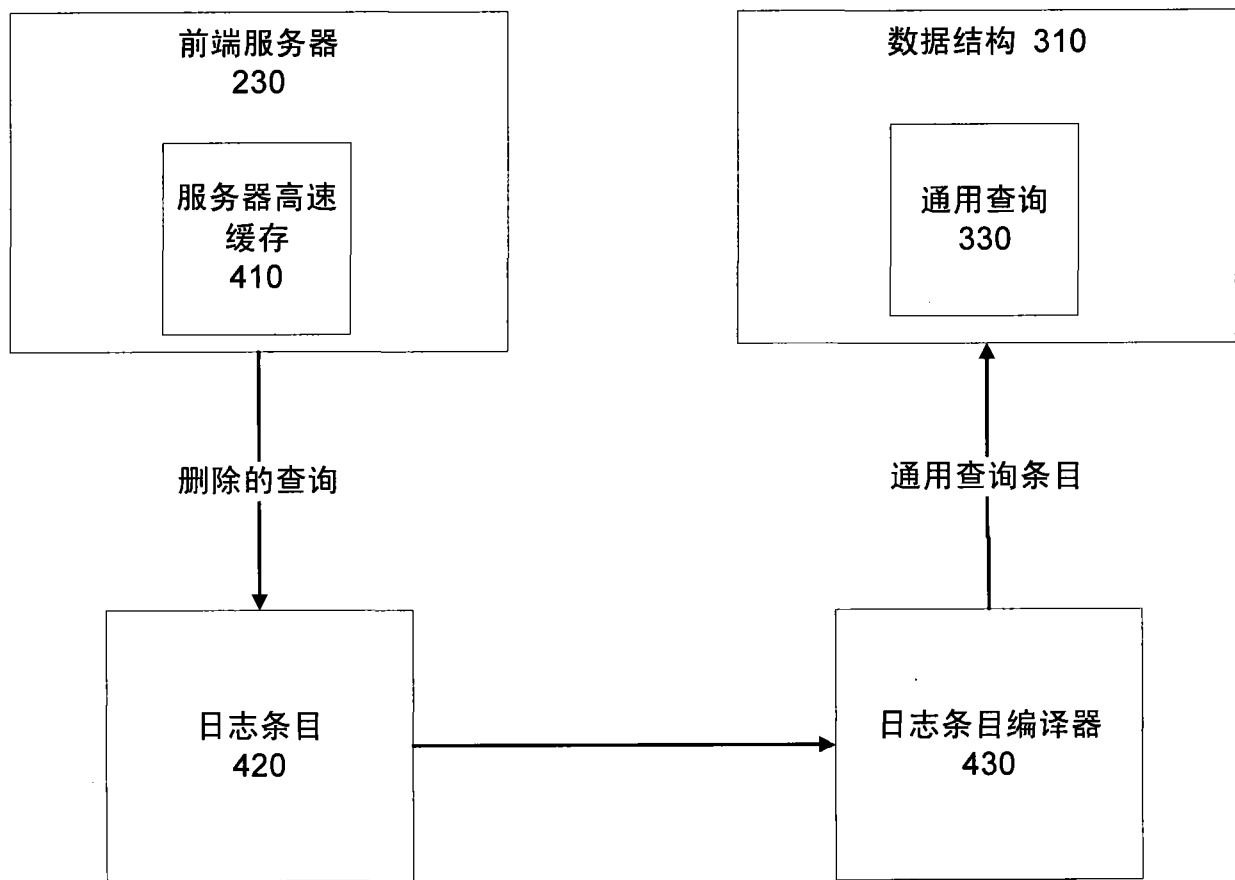 前端服务器
230
服务器高速
缓存
410
数据结构 310
通用查询
330
删除的查询
通用查询条目
日志条目
420
日志条目编译器
430